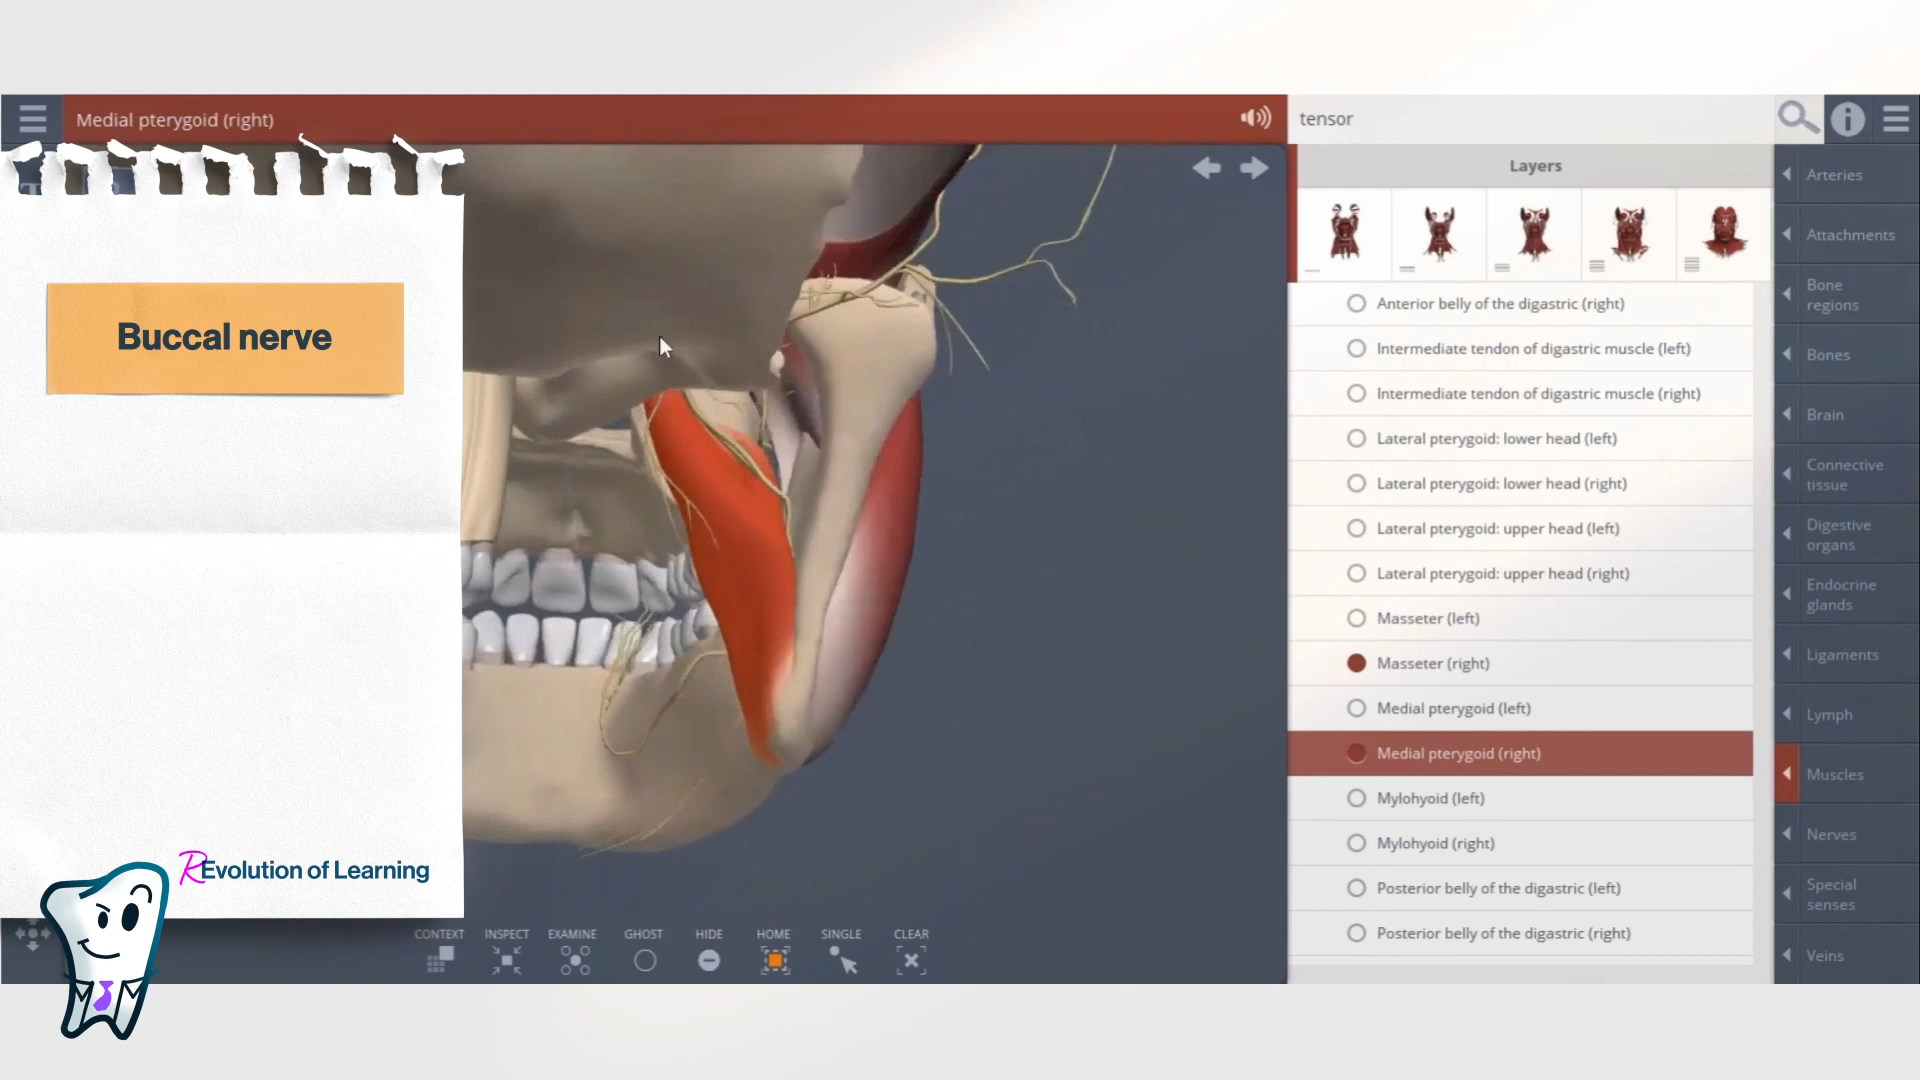 Medial pterygoid (right)
tensor
Layers
Buccal nerve
REvolution of Learning
Anterior belly of the digastric (right)
Intermediate tendon of digastric muscle (left)
Intermediate tendon of digastric muscle (right)
Lateral pterygoid: lower head (left)
Lateral pterygoid: lower head (right)
Lateral pterygoid: upper head (left)
Lateral pterygoid: upper head (right)
Masseter (left)
Masseter (right)
Medial pterygoid (left)
Medial pterygoid (right)
Mylohyoid (left)
Mylohyoid (right)
Posterior belly of the digastric (left)
Posterior belly of the digastric (right)
Arteries
Attachments
Bone
regions
Bones
Brain
Connective
tissue
Digestive
organs
Endocrine
glands
Ligaments
Lymph
Muscles
Nerves
Special
senses
Veins
CONTEXT
INSPECT
EXAMINE
GHOST
HIDE
HOME
SINGLE
CLEAR